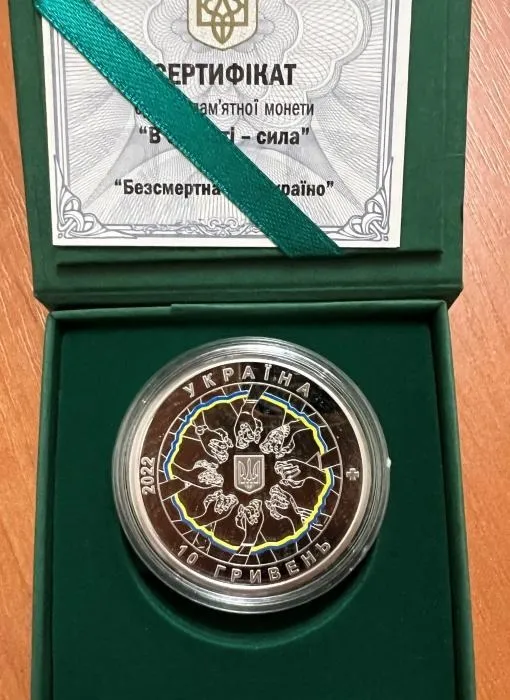 СЕРТИФІКАТ
пам'ятної монети
"В – сила"
"Безсмертна
УКРАЇНА
2022
10 ГРИВЕНЬ